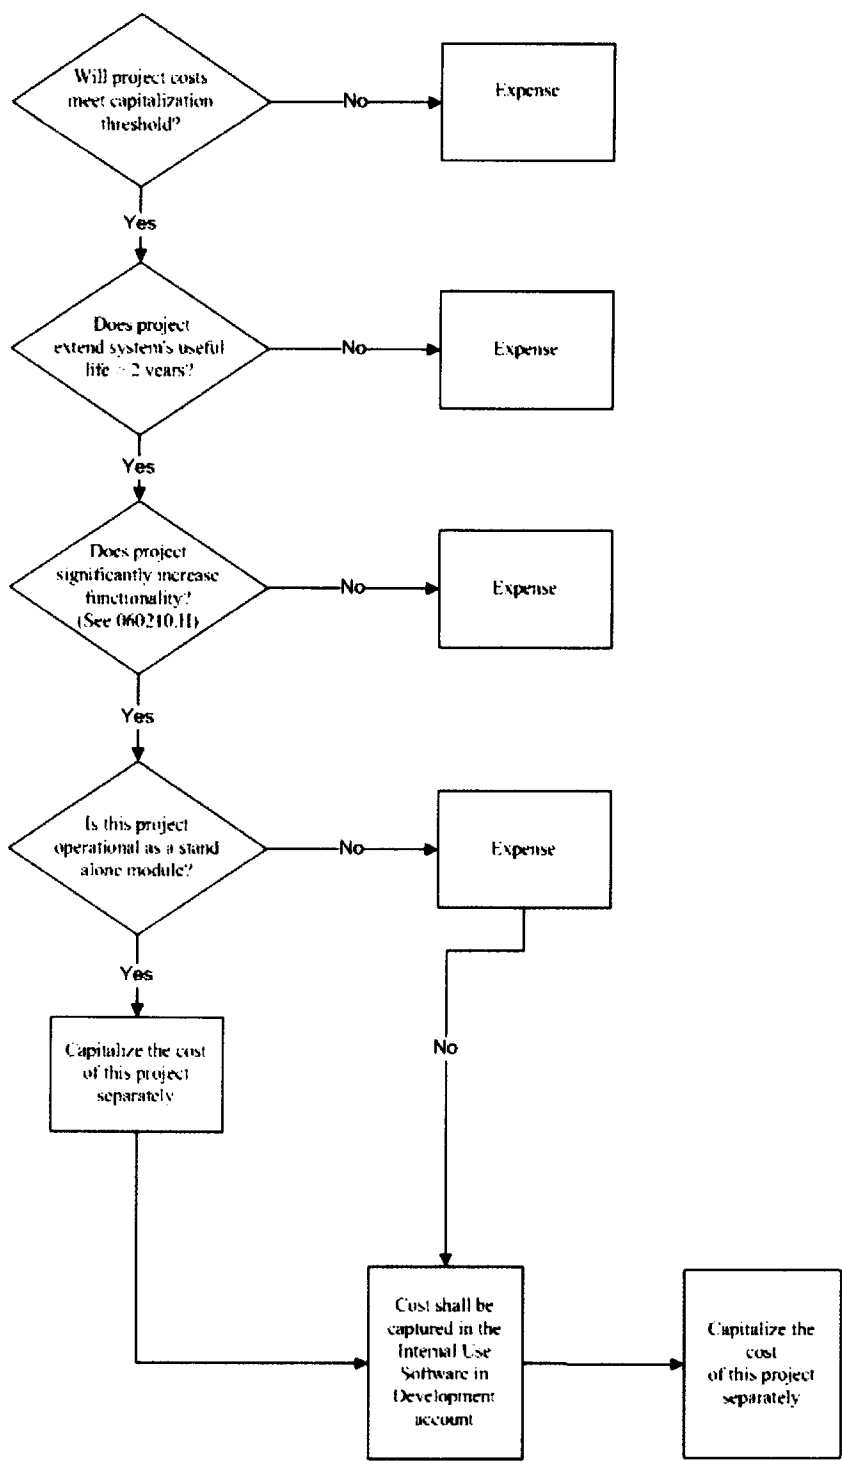 Will project costs
meet capitalization
threshold?
No
Expense
Yes
Does project
extend system's useful
life 2 years?
No
Expense
Yes
Does project
significantly increase
functionality?
(See 060210.H)
No
Expense
Yes
Is this project
operational as a stand
alone module?
No
Expense
Yes
Capitalize the cost
of this project
separately
No
Cost shall be
captured in the
Internal Use
Software in
Development
account
Capitalize the
cost
of this project
separately